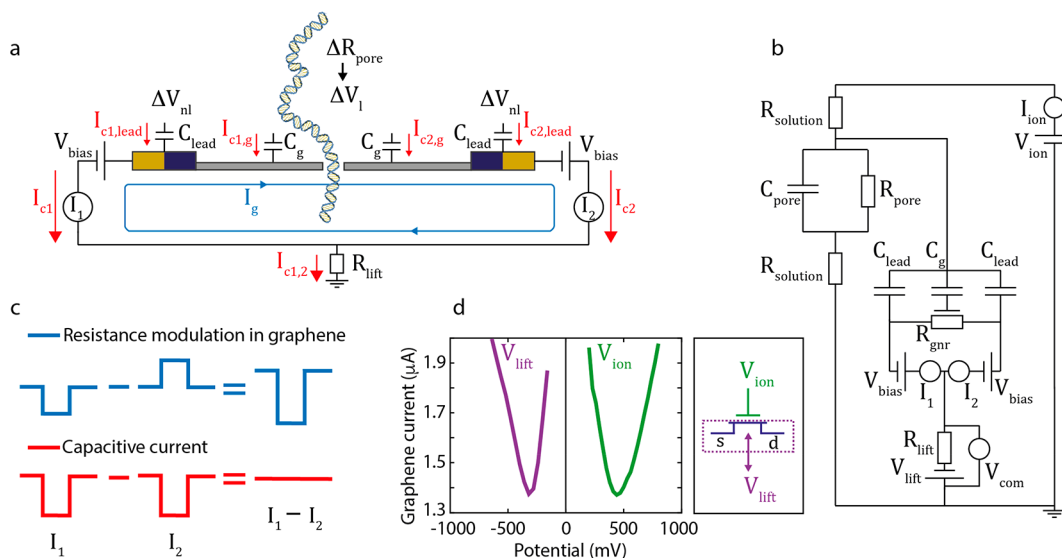 a
ΔR_pore
ΔV_l
ΔV_nl
ΔV_nl
I_c1,lead
C_lead
I_c1,g
C_g
C_g
I_c2,g
C_lead
I_c2,lead
V_bias
V_bias
I_c1
I_1
I_g
I_2
I_c2
I_c1,2
R_lift
b
R_solution
I_ion
V_ion
C_pore
R_pore
R_solution
C_lead
C_g
C_lead
R_gnr
V_bias
I_1
I_2
V_bias
R_lift
V_lift
V_com
c
Resistance modulation in graphene
Capacitive current
I_1
I_2
I_1 – I_2
d
Graphene current (μA)
1.9
1.7
1.5
1.3
V_lift
V_ion
-1000
-500
0
500
1000
Potential (mV)
V_ion
s
d
V_lift